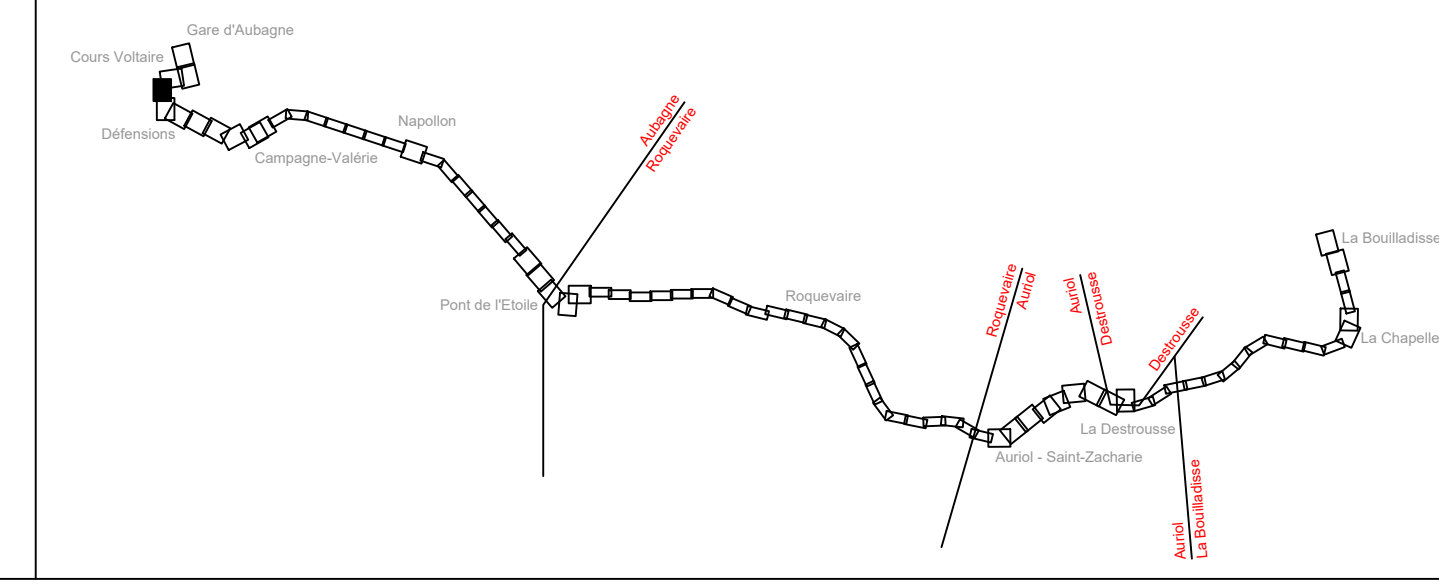 Gare d'Aubagne
Cours Voltaire
Défensions
Campagne-Valérie
Napollon
Aubagne
Roquevaire
Pont de l'Etoile
Roquevaire
Roquevaire
Auriol
Auriol
Destrousse
Destrousse
La Bouilladisse
La Chapelle
La Destrousse
Auriol - Saint-Zacharie
Auriol
La Bouilladisse